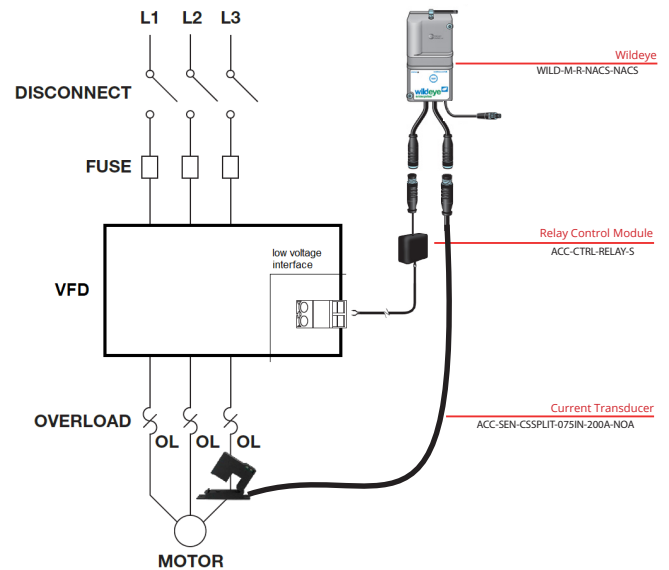 L1 L2 L3
DISCONNECT
FUSE
VFD
low voltage
interface
OVERLOAD
OL OL OL
MOTOR
wildeye
Wildeye
WILD-M-R-NACS-NACS
Relay Control Module
ACC-CTRL-RELAY-S
Current Transducer
ACC-SEN-CSSPLIT-075IN-200A-NOA